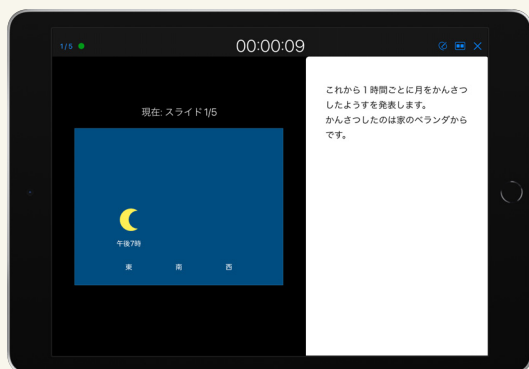 1/5
00:00:09
現在: スライド1/5
午後7時
東 南 西
これから1時間ごとに月をかんさつ
したようすを発表します。
かんさつしたのは家のベランダから
です。